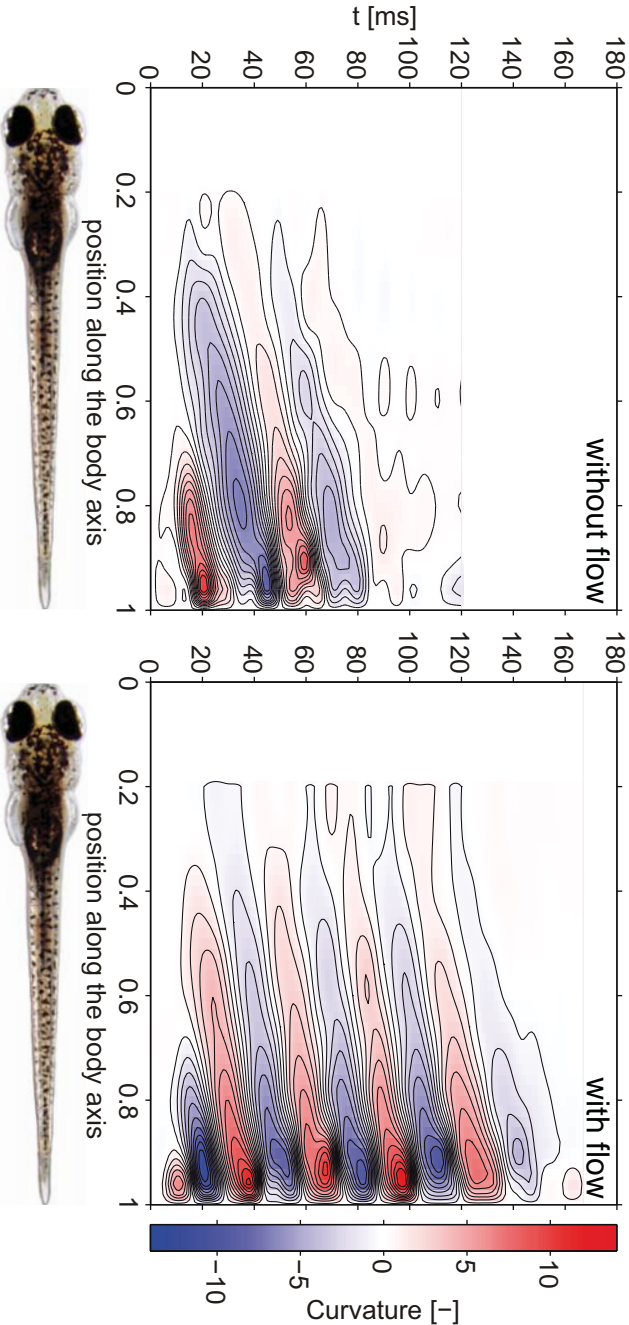 t [ms]
0 20 40 60 80 100 120 140 160 180
without flow
0 0.2 0.4 0.6 0.8 1
position along the body axis
0 20 40 60 80 100 120 140 160 180
with flow
0 0.2 0.4 0.6 0.8 1
position along the body axis
−10 −5 0 5 10
Curvature [−]